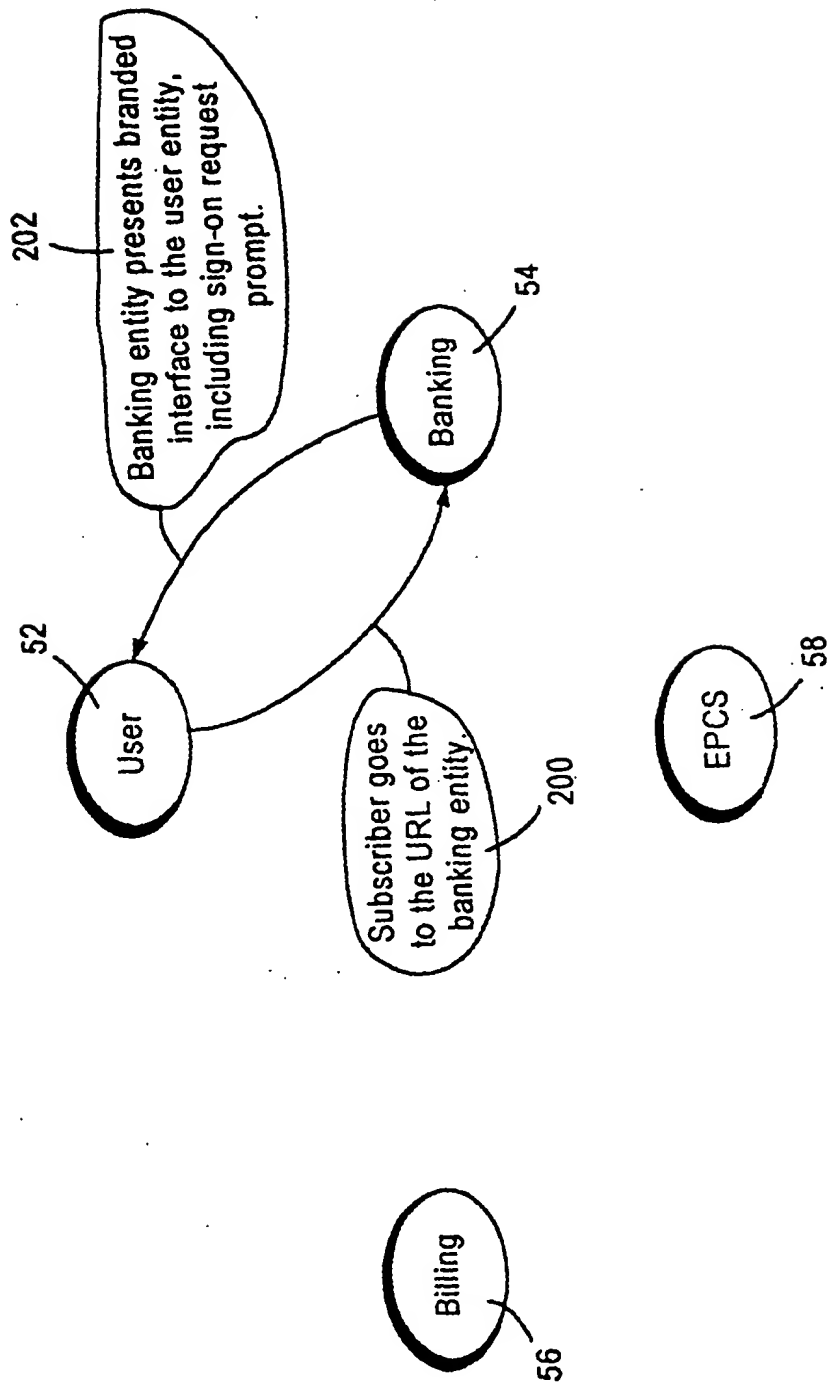 202
Banking entity presents branded
interface to the user entity,
including sign-on request
prompt.
52
User
Banking
54
Subscriber goes
to the URL of the
banking entity.
200
Billing
56
EPCS
58